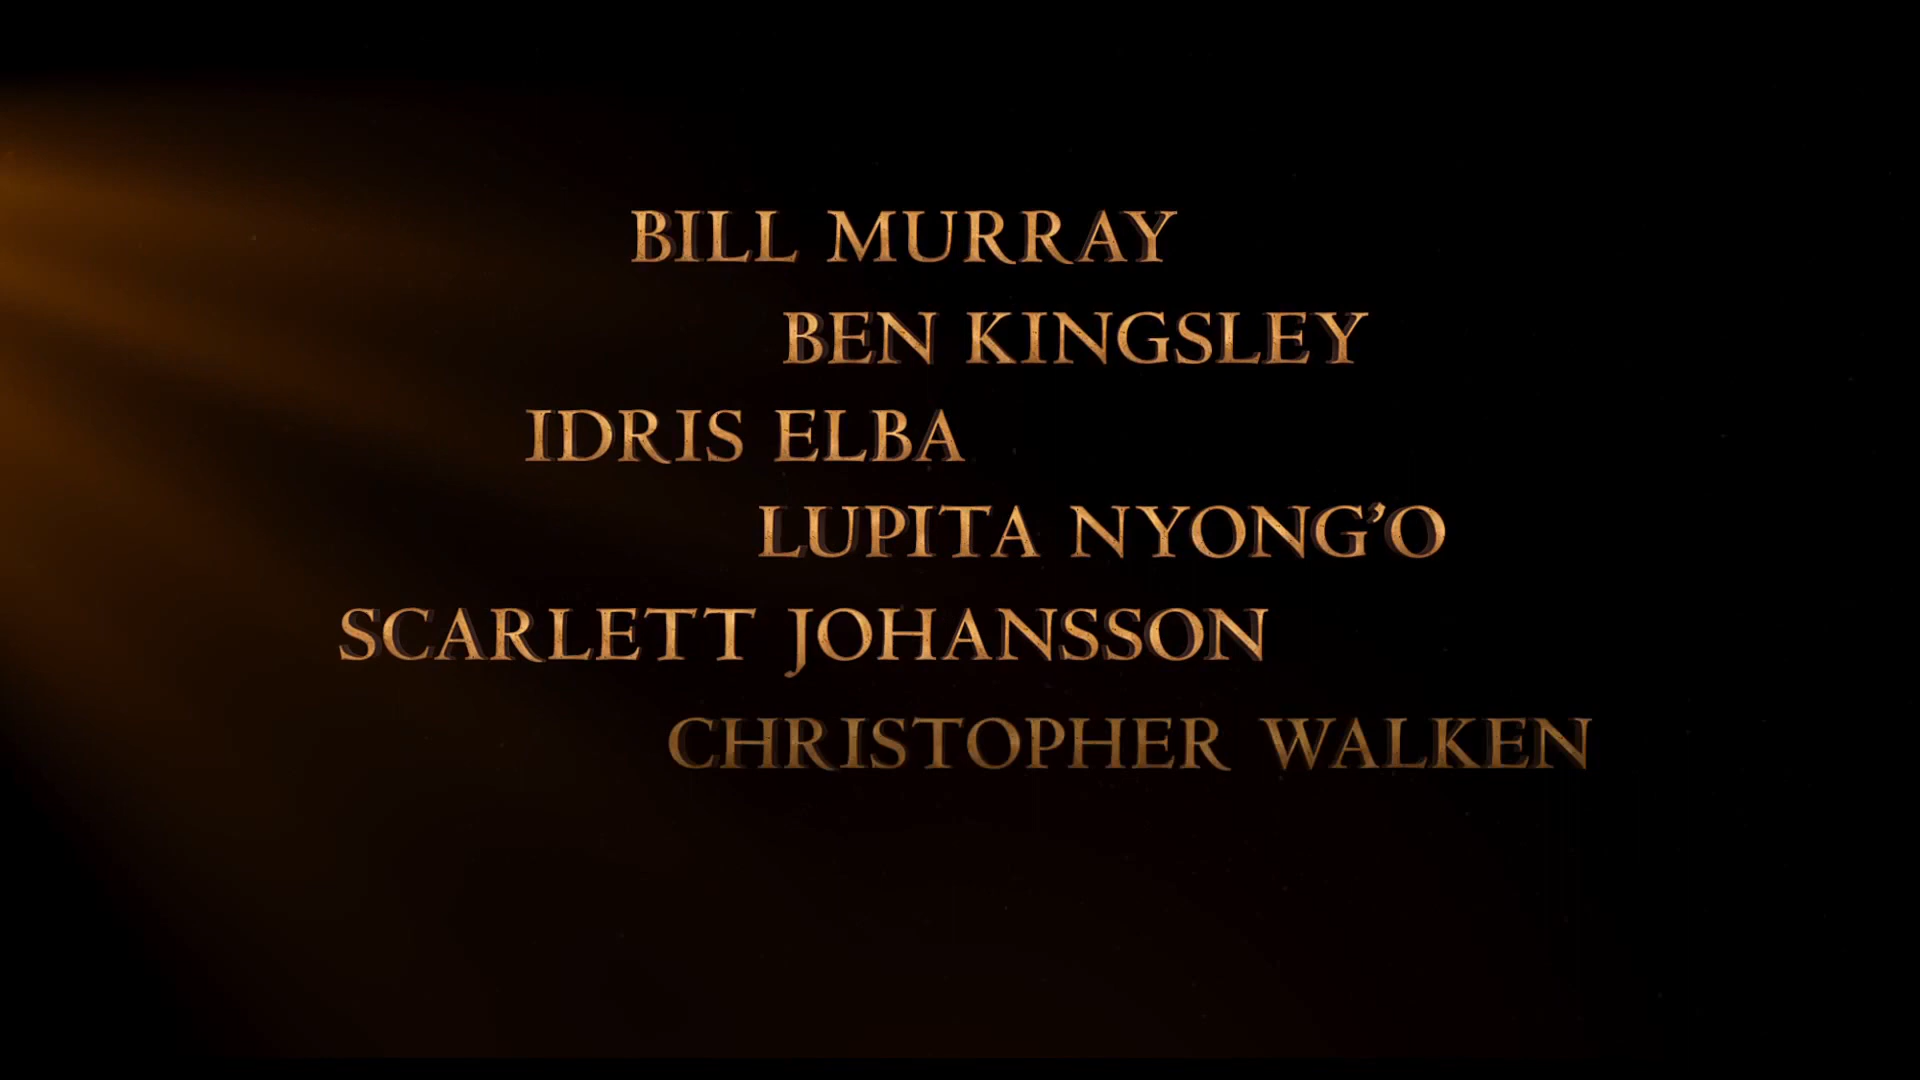 BILL MURRAY
BEN KINGSLEY
IDRIS ELBA
LUPITA NYONG’O
SCARLETT JOHANSSON
CHRISTOPHER WALKEN